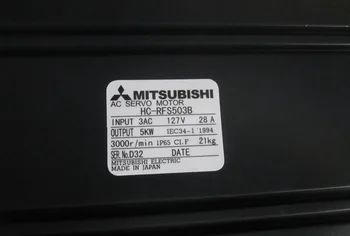 MITSUBISHI
AC SERVO MOTOR
HC-RFS503B
INPUT 3AC 127V 28 A
OUTPUT 5KW IEC34-1 1994
3000r/min IP65 CI.F 21kg
SER.No.D32 DATE
MITSUBISHI ELECTRIC
MADE IN JAPAN